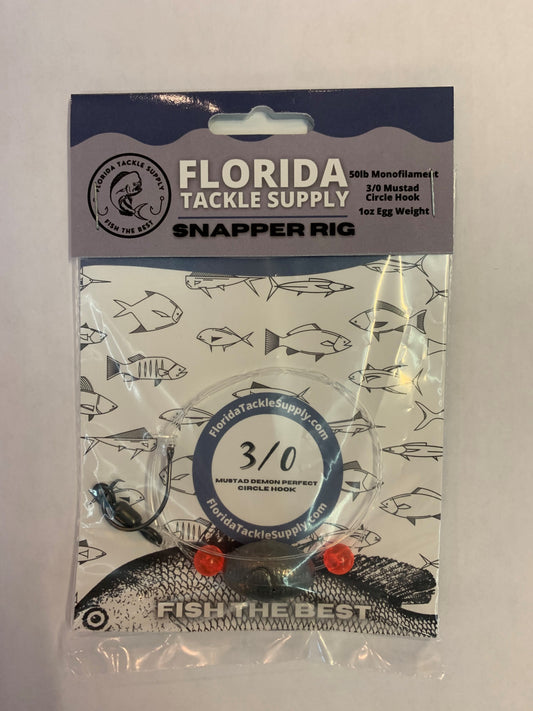 FLORIDA TACKLE SUPPLY
FISH THE BEST
FLORIDA
TACKLE SUPPLY
SNAPPER RIG
50lb Monofilament
3/0 Mustad
Circle Hook
1oz Egg Weight
FloridaTackleSupply.com
3/0
MUSTAD DEMON PERFECT
CIRCLE HOOK
FloridaTackleSupply.com
FISH THE BEST